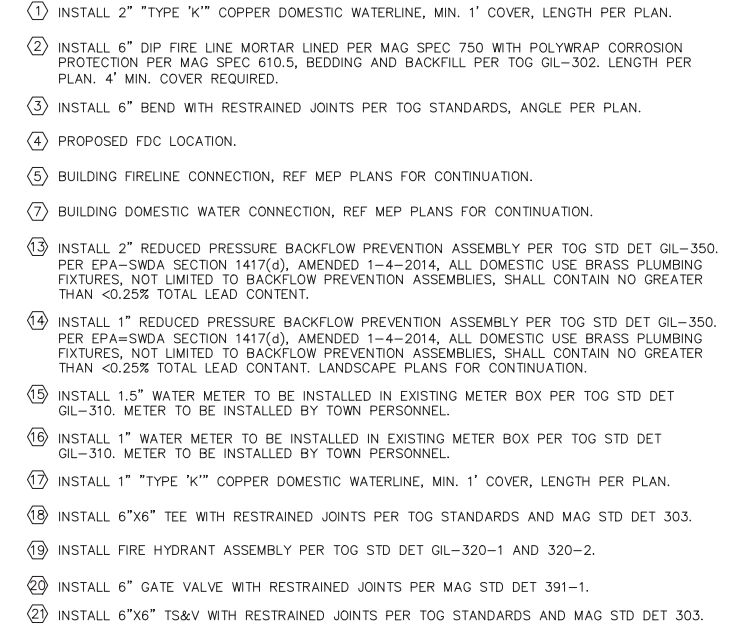 1 INSTALL 2" "TYPE 'K'" COPPER DOMESTIC WATERLINE, MIN. 1' COVER, LENGTH PER PLAN.
2 INSTALL 6" DIP FIRE LINE MORTAR LINED PER MAG SPEC 750 WITH POLYWRAP CORROSION
PROTECTION PER MAG SPEC 610.5, BEDDING AND BACKFILL PER TOG GIL-302. LENGTH PER
PLAN. 4' MIN. COVER REQUIRED.
3 INSTALL 6" BEND WITH RESTRAINED JOINTS PER TOG STANDARDS, ANGLE PER PLAN.
4 PROPOSED FDC LOCATION.
5 BUILDING FIRELINE CONNECTION, REF MEP PLANS FOR CONTINUATION.
7 BUILDING DOMESTIC WATER CONNECTION, REF MEP PLANS FOR CONTINUATION.
13 INSTALL 2" REDUCED PRESSURE BACKFLOW PREVENTION ASSEMBLY PER TOG STD DET GIL-350.
PER EPA-SWDA SECTION 1417(d), AMENDED 1-4-2014, ALL DOMESTIC USE BRASS PLUMBING
FIXTURES, NOT LIMITED TO BACKFLOW PREVENTION ASSEMBLIES, SHALL CONTAIN NO GREATER
THAN <0.25% TOTAL LEAD CONTENT.
14 INSTALL 1" REDUCED PRESSURE BACKFLOW PREVENTION ASSEMBLY PER TOG STD DET GIL-350.
PER EPA=SWDA SECTION 1417(d), AMENDED 1-4-2014, ALL DOMESTIC USE BRASS PLUMBING
FIXTURES, NOT LIMITED TO BACKFLOW PREVENTION ASSEMBLIES, SHALL CONTAIN NO GREATER
THAN <0.25% TOTAL LEAD CONTANT. LANDSCAPE PLANS FOR CONTINUATION.
15 INSTALL 1.5" WATER METER TO BE INSTALLED IN EXISTING METER BOX PER TOG STD DET
GIL-310. METER TO BE INSTALLED BY TOWN PERSONNEL.
16 INSTALL 1" WATER METER TO BE INSTALLED IN EXISTING METER BOX PER TOG STD DET
GIL-310. METER TO BE INSTALLED BY TOWN PERSONNEL.
17 INSTALL 1" "TYPE 'K'" COPPER DOMESTIC WATERLINE, MIN. 1' COVER, LENGTH PER PLAN.
18 INSTALL 6"X6" TEE WITH RESTRAINED JOINTS PER TOG STANDARDS AND MAG STD DET 303.
19 INSTALL FIRE HYDRANT ASSEMBLY PER TOG STD DET GIL-320-1 AND 320-2.
20 INSTALL 6" GATE VALVE WITH RESTRAINED JOINTS PER MAG STD DET 391-1.
21 INSTALL 6"X6" TS&V WITH RESTRAINED JOINTS PER TOG STANDARDS AND MAG STD DET 303.